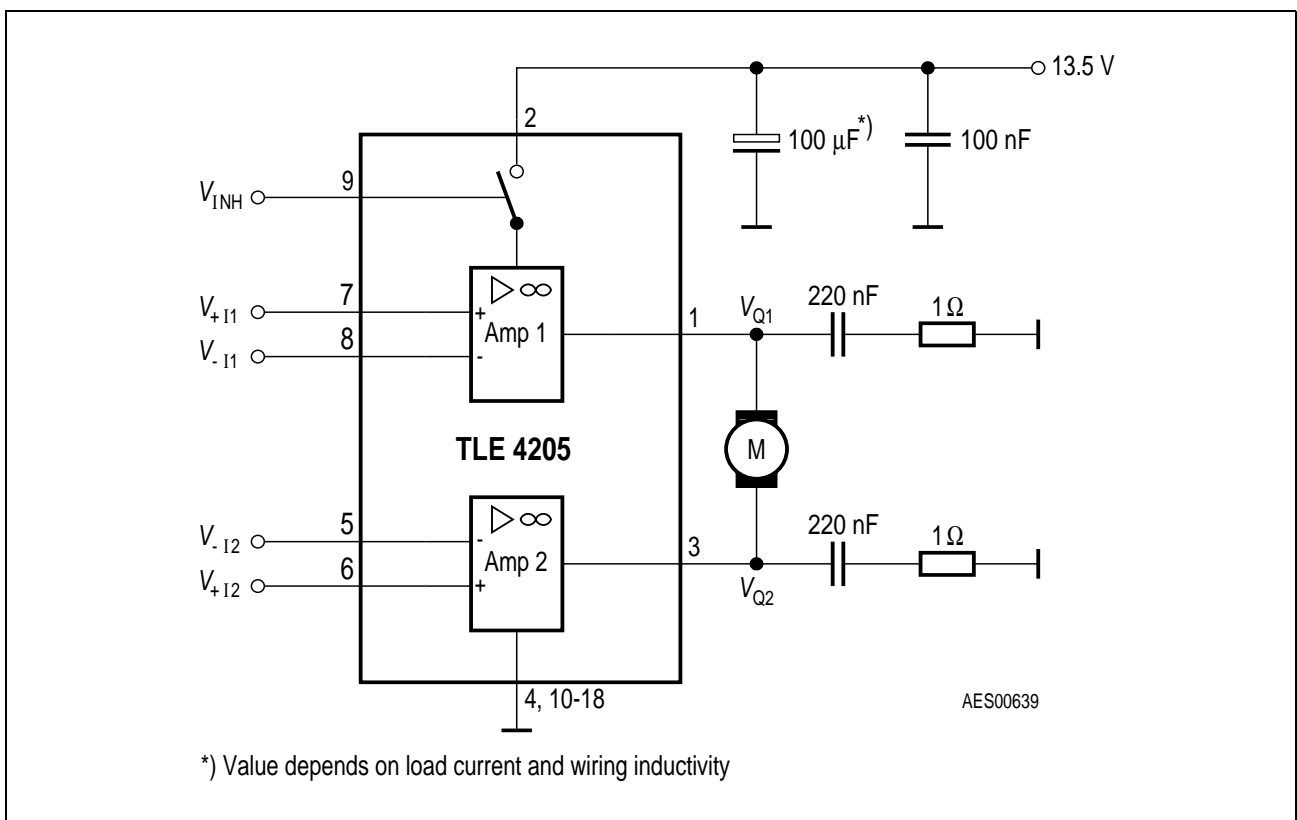 13.5 V
2
100 µF*)
100 nF
V_INH
9
V_+I1
7
V_-I1
8
+
-
Amp 1
1
V_Q1
220 nF
1 Ω
TLE 4205
M
V_-I2
5
V_+I2
6
-
+
Amp 2
3
V_Q2
220 nF
1 Ω
4, 10-18
AES00639
*) Value depends on load current and wiring inductivity